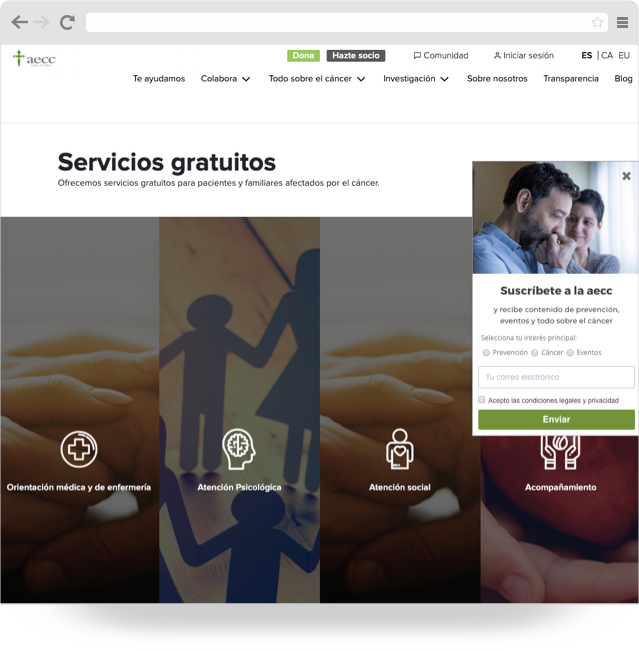 aecc
Dona Hazte socio Comunidad Iniciar sesión ES | CA EU
Te ayudamos Colabora Todo sobre el cáncer Investigación Sobre nosotros Transparencia Blog
Servicios gratuitos
Ofrecemos servicios gratuitos para pacientes y familiares afectados por el cáncer.
Suscríbete a la aecc
y recibe contenido de prevención,
eventos y todo sobre el cáncer
Selecciona tu interés principal:
Prevención Cáncer Eventos
Tu correo electrónico
Acepto las condiciones legales y privacidad
Enviar
Orientación médica y de enfermería
Atención Psicológica
Atención social
Acompañamiento